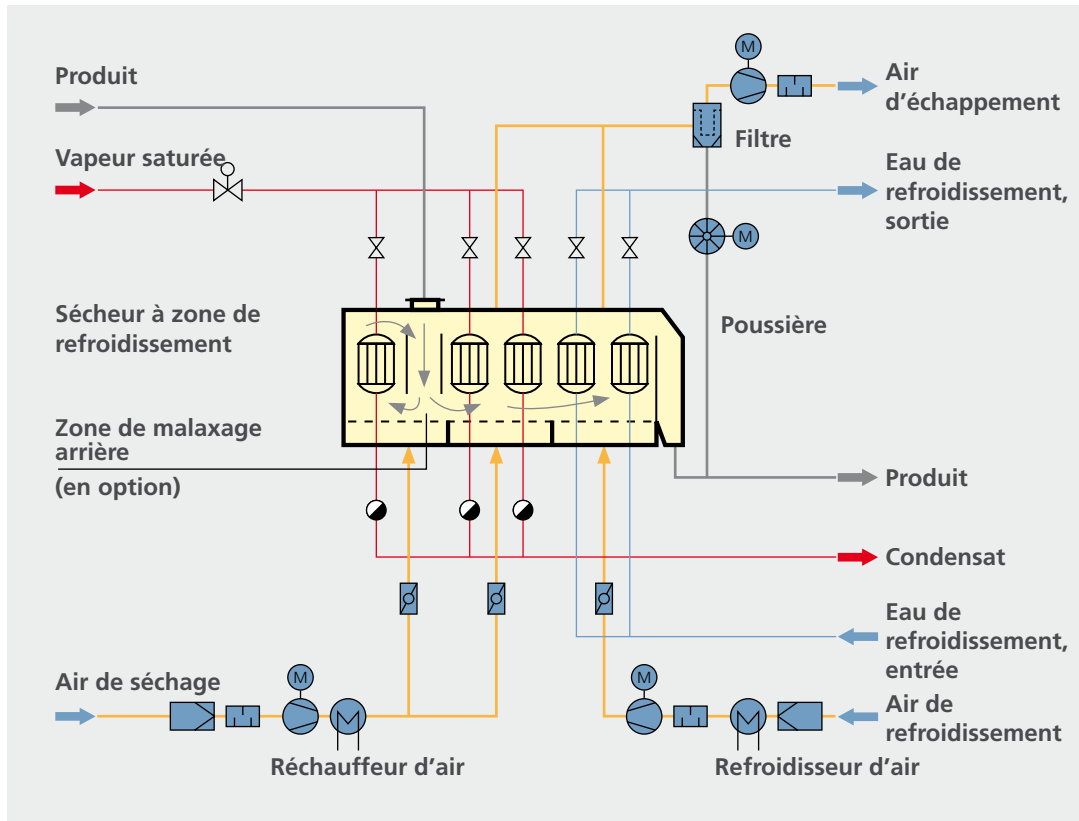 Produit
Vapeur saturée
Sécheur à zone de
refroidissement
Zone de malaxage
arrière
(en option)
Air de séchage
Réchauffeur d'air
M
M
Air
d'échappement
Filtre
Eau de
refroidissement,
sortie
M
Poussière
Produit
Condensat
Eau de
refroidissement,
entrée
M
Air de
refroidissement
Refroidisseur d'air